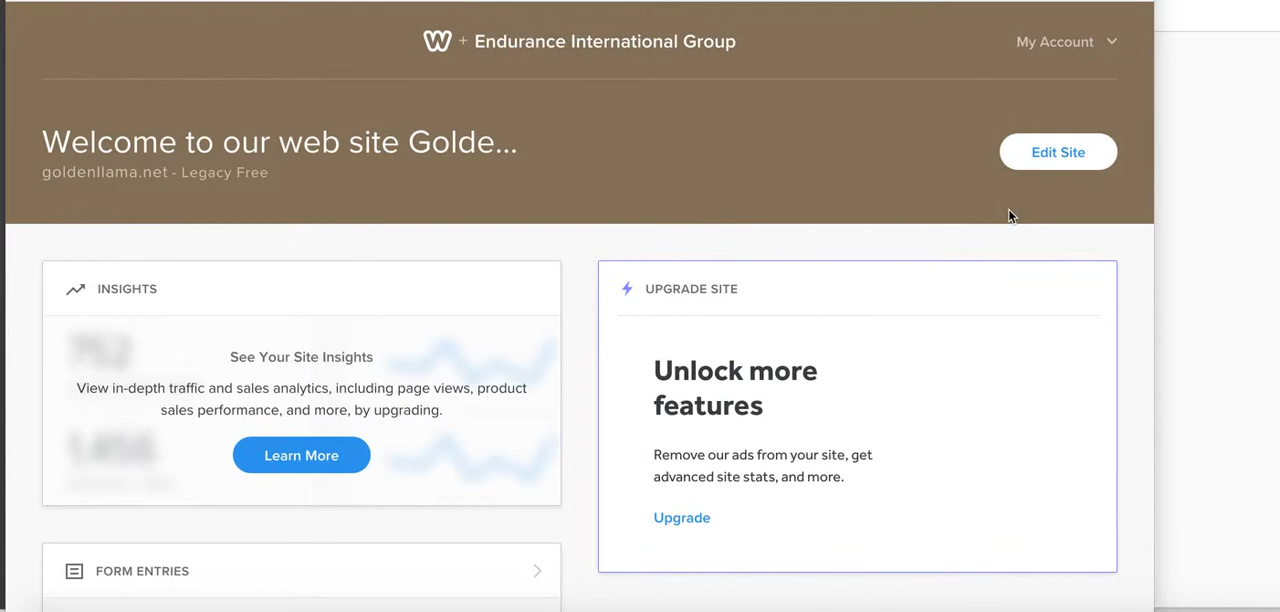 W + Endurance International Group
My Account
Welcome to our web site Golde...
goldenllama.net - Legacy Free
Edit Site
INSIGHTS
See Your Site Insights
View in-depth traffic and sales analytics, including page views, product
sales performance, and more, by upgrading.
Learn More
FORM ENTRIES
UPGRADE SITE
Unlock more
features
Remove our ads from your site, get
advanced site stats, and more.
Upgrade